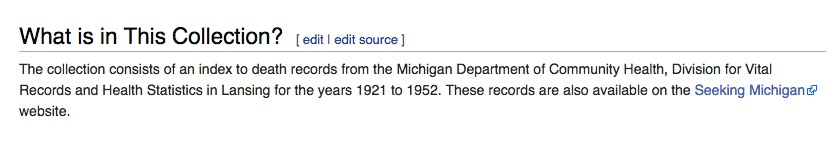 What is in This Collection? [ edit | edit source ]
The collection consists of an index to death records from the Michigan Department of Community Health, Division for Vital
Records and Health Statistics in Lansing for the years 1921 to 1952. These records are also available on the Seeking Michigan
website.